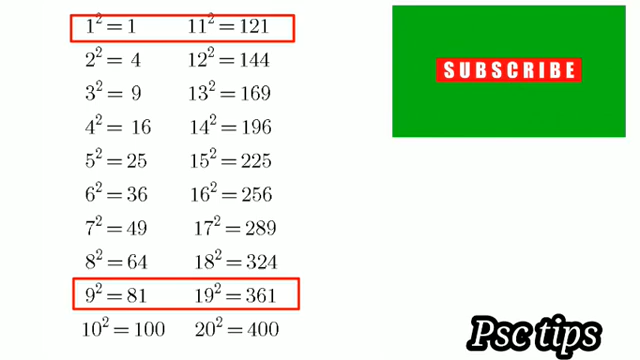 1² = 1 11² = 121
2² = 4 12² = 144
3² = 9 13² = 169
4² = 16 14² = 196
5² = 25 15² = 225
6² = 36 16² = 256
7² = 49 17² = 289
8² = 64 18² = 324
9² = 81 19² = 361
10² = 100 20² = 400
SUBSCRIBE
Psc tips